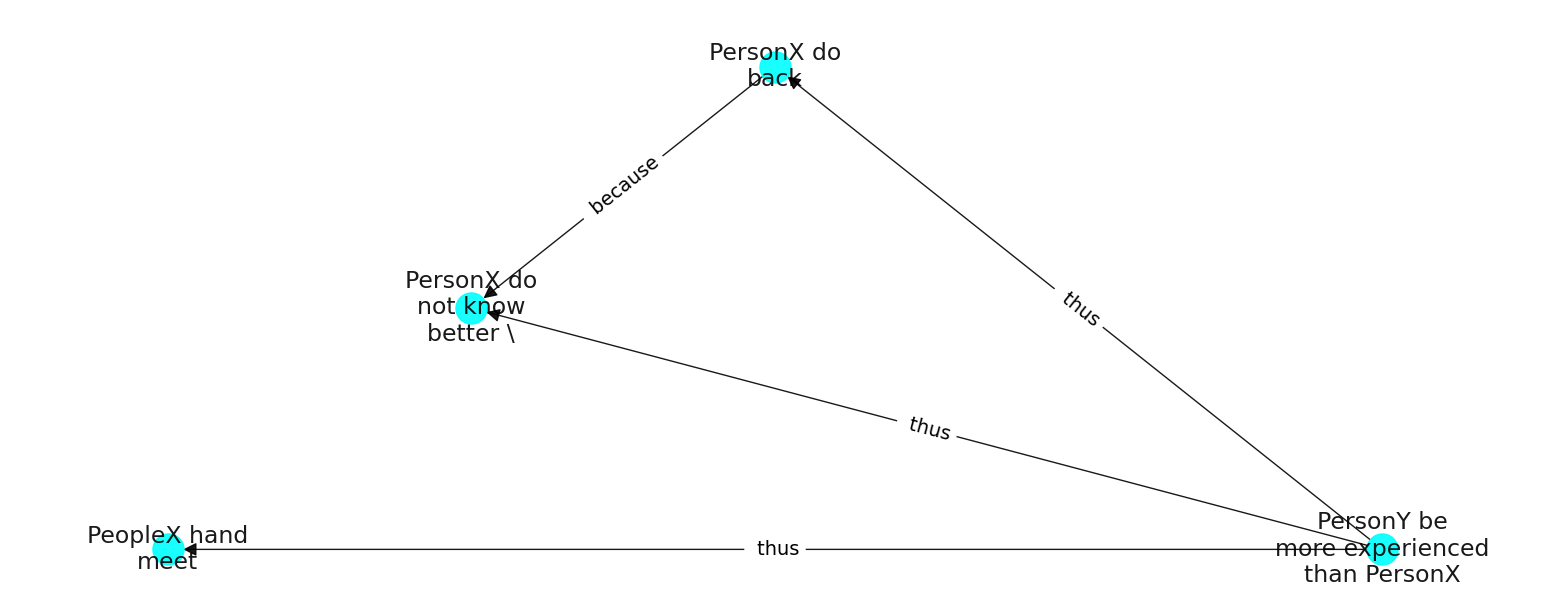 PersonX do
back
because
PersonX do
not know
better \
thus
thus
PersonY be
more experienced
than PersonX
PeopleX hand
meet
thus